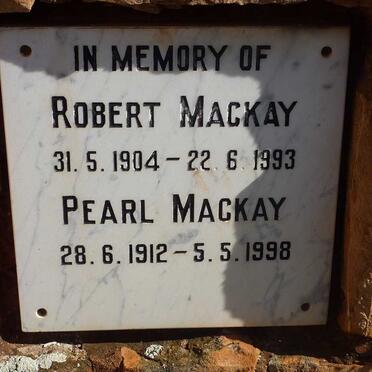 IN MEMORY OF
ROBERT MACKAY
31. 5. 1904 – 22. 6. 1993
PEARL MACKAY
28. 6. 1912 – 5. 5. 1998